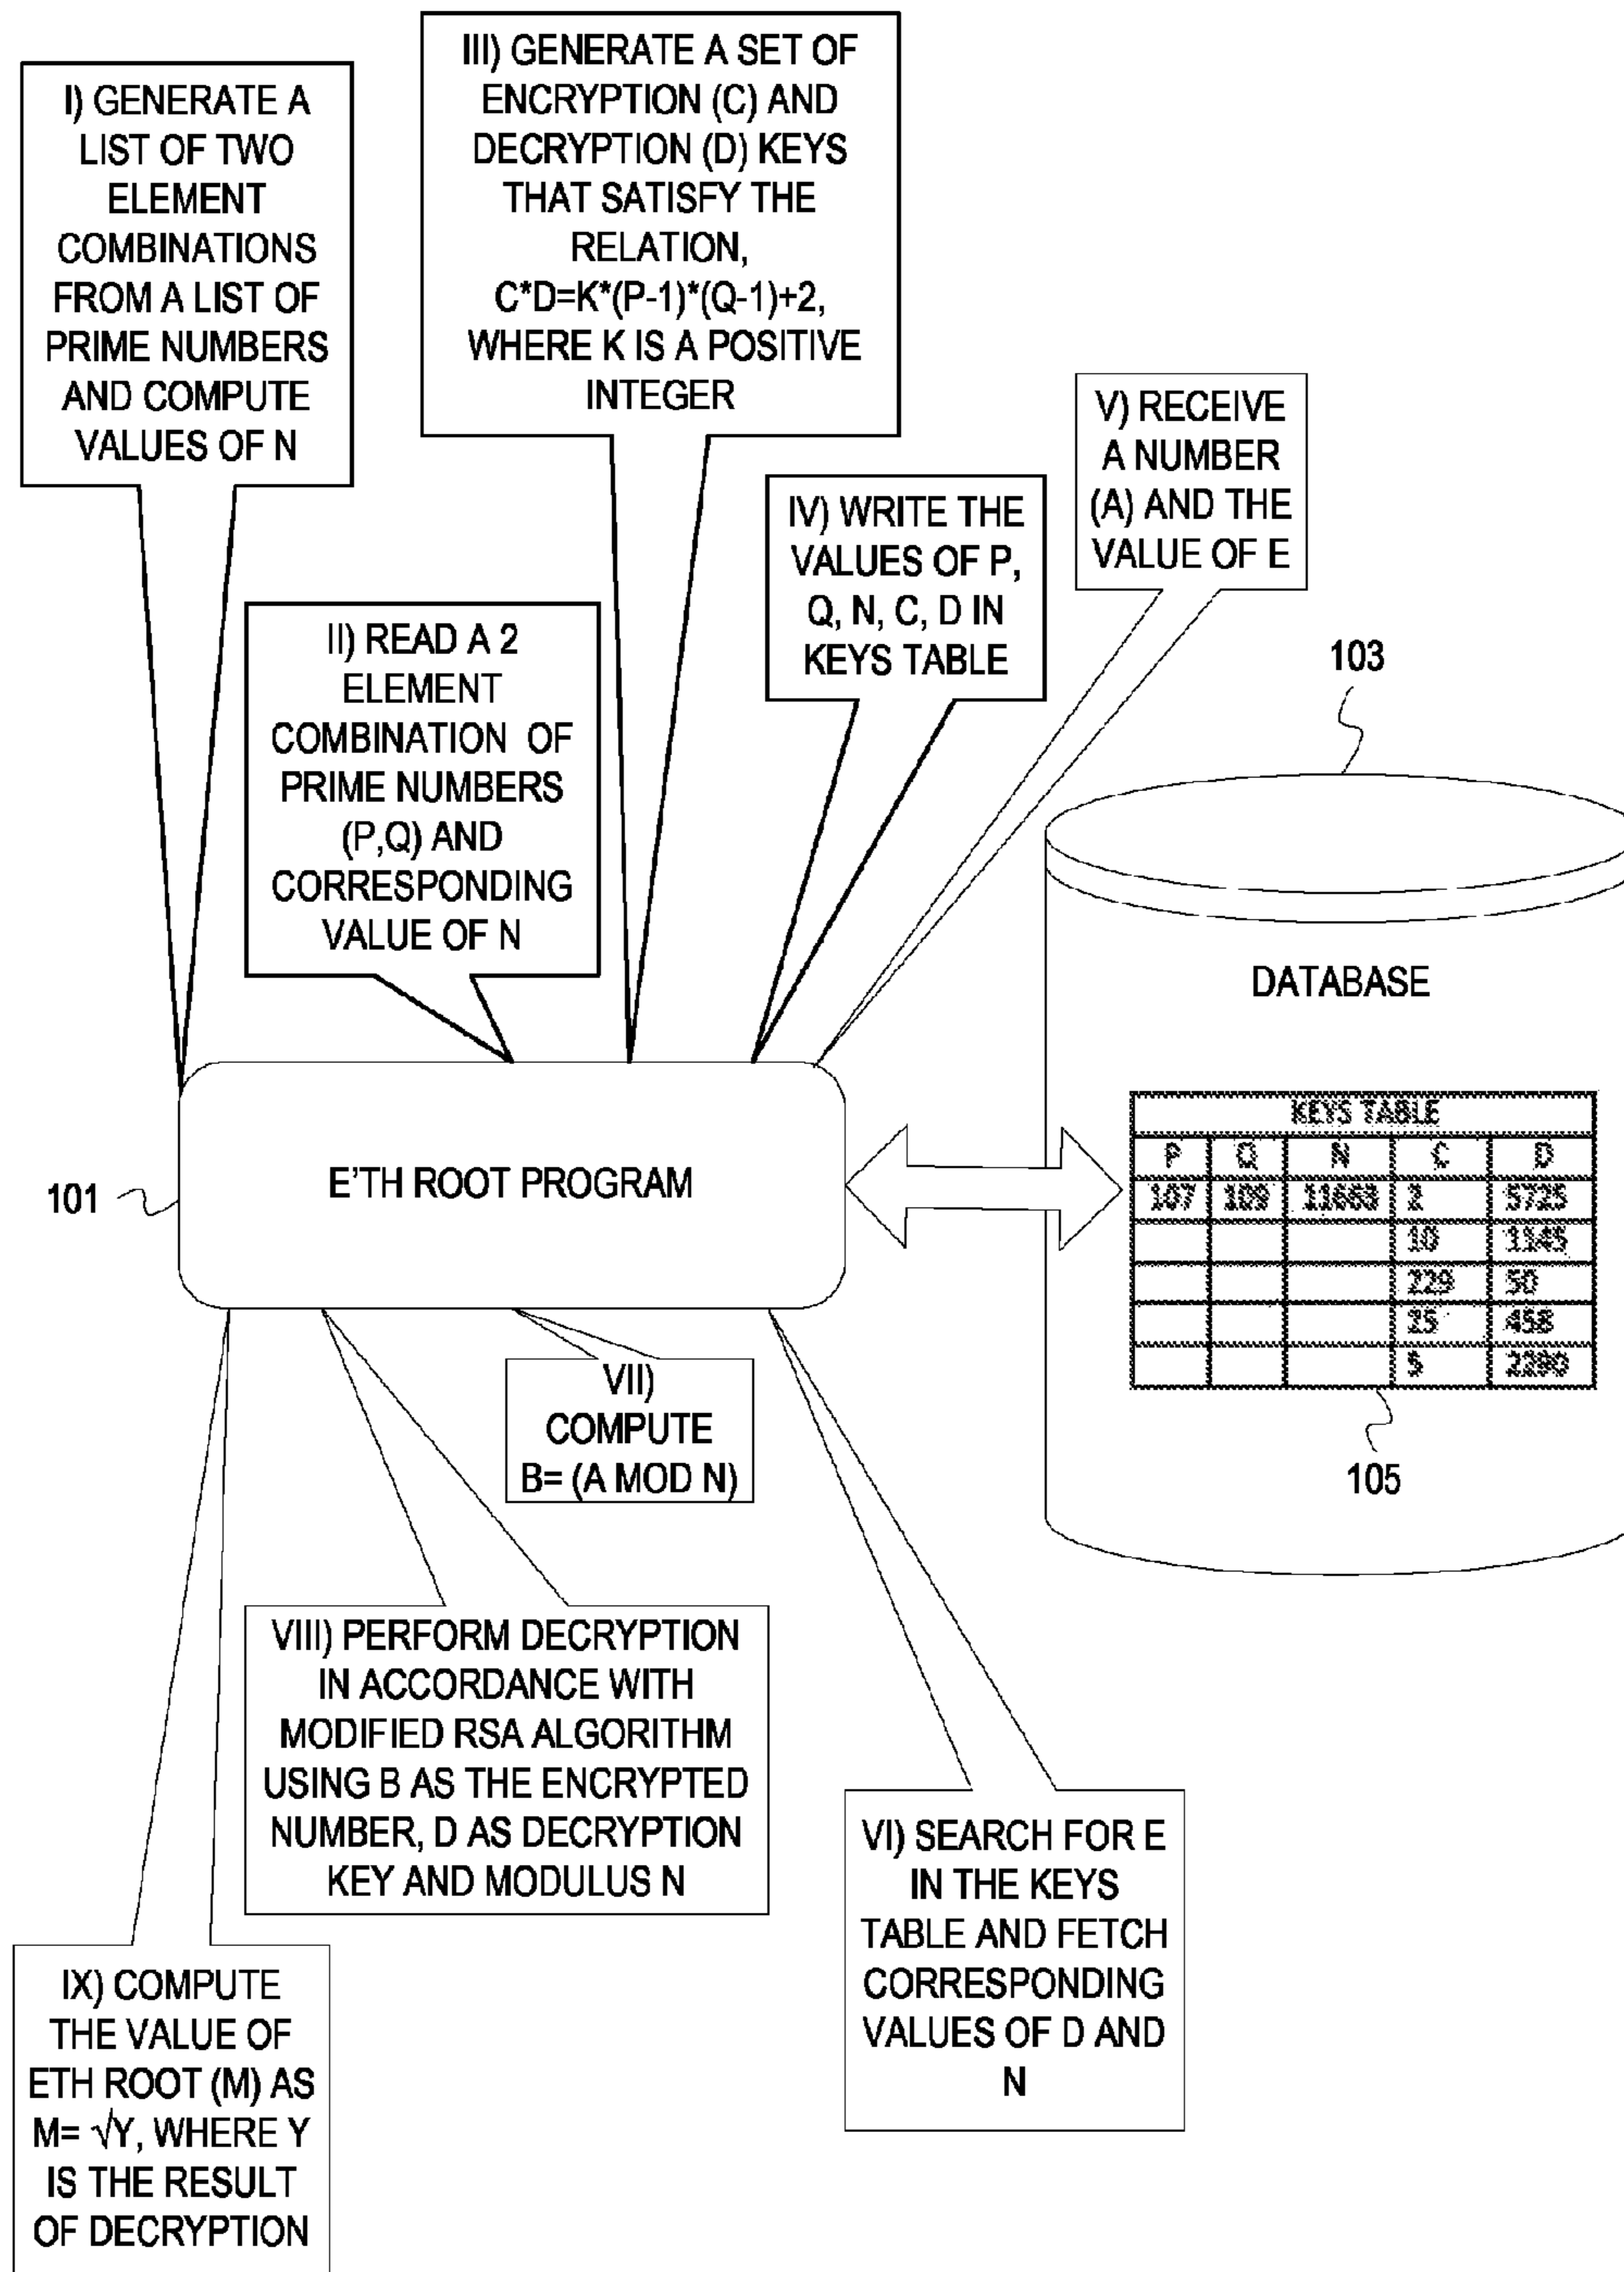 I) GENERATE A
LIST OF TWO
ELEMENT
COMBINATIONS
FROM A LIST OF
PRIME NUMBERS
AND COMPUTE
VALUES OF N
III) GENERATE A SET OF
ENCRYPTION (C) AND
DECRYPTION (D) KEYS
THAT SATISFY THE
RELATION,
C*D=K*(P-1)*(Q-1)+2,
WHERE K IS A POSITIVE
INTEGER
II) READ A 2
ELEMENT
COMBINATION OF
PRIME NUMBERS
(P,Q) AND
CORRESPONDING
VALUE OF N
IV) WRITE THE
VALUES OF P,
Q, N, C, D IN
KEYS TABLE
V) RECEIVE
A NUMBER
(A) AND THE
VALUE OF E
103
DATABASE
KEYS TABLE
P Q N C D
107 109 11663 2 5725
10 1145
229 50
25 458
5 2290
105
101
E'TH ROOT PROGRAM
VII)
COMPUTE
B= (A MOD N)
VIII) PERFORM DECRYPTION
IN ACCORDANCE WITH
MODIFIED RSA ALGORITHM
USING B AS THE ENCRYPTED
NUMBER, D AS DECRYPTION
KEY AND MODULUS N
VI) SEARCH FOR E
IN THE KEYS
TABLE AND FETCH
CORRESPONDING
VALUES OF D AND
N
IX) COMPUTE
THE VALUE OF
ETH ROOT (M) AS
M= √Y, WHERE Y
IS THE RESULT
OF DECRYPTION